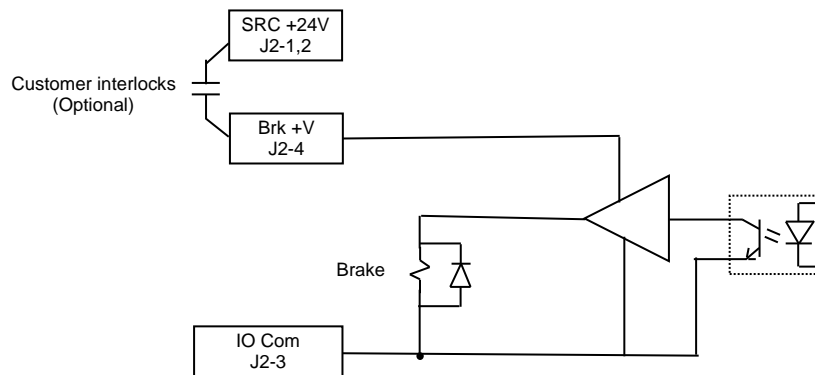 SRC +24V
J2-1,2
Customer interlocks
(Optional)
Brk +V
J2-4
Brake
IO Com
J2-3